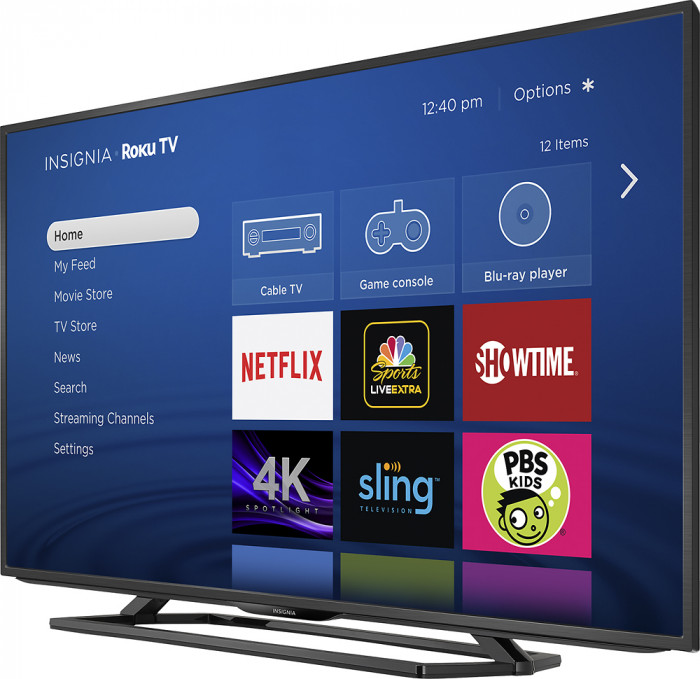 12:40 pm
Options *
INSIGNIA Roku TV
12 Items
Home
My Feed
Movie Store
TV Store
News
Search
Streaming Channels
Settings
Cable TV
Game console
Blu-ray player
NETFLIX
Sports
LIVEEXTRA
SHOWTIME
4K
SPOTLIGHT
sling
TELEVISION
PBS
KIDS
INSIGNIA